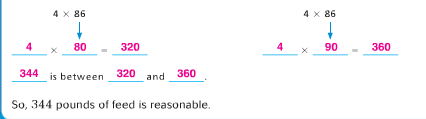 4 × 86 4 × 86
4 × 80 = 320 4 × 90 = 360
344 is between 320 and 360.
So, 344 pounds of feed is reasonable.